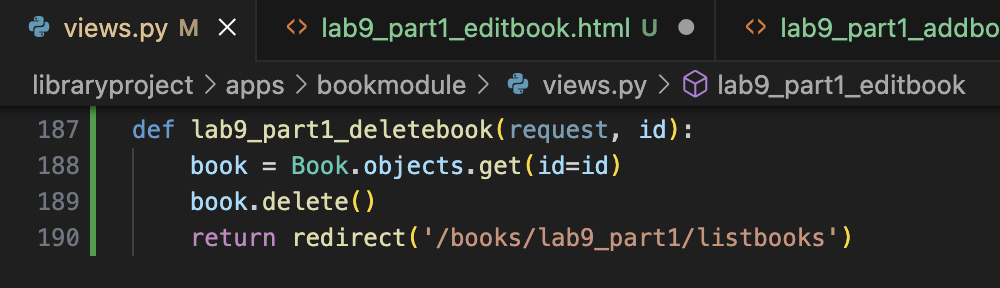 views.py M × <> lab9_part1_editbook.html U ● <> lab9_part1_addbo
libraryproject > apps > bookmodule > views.py > lab9_part1_editbook
187 def lab9_part1_deletebook(request, id):
188 book = Book.objects.get(id=id)
189 book.delete()
190 return redirect('/books/lab9_part1/listbooks')